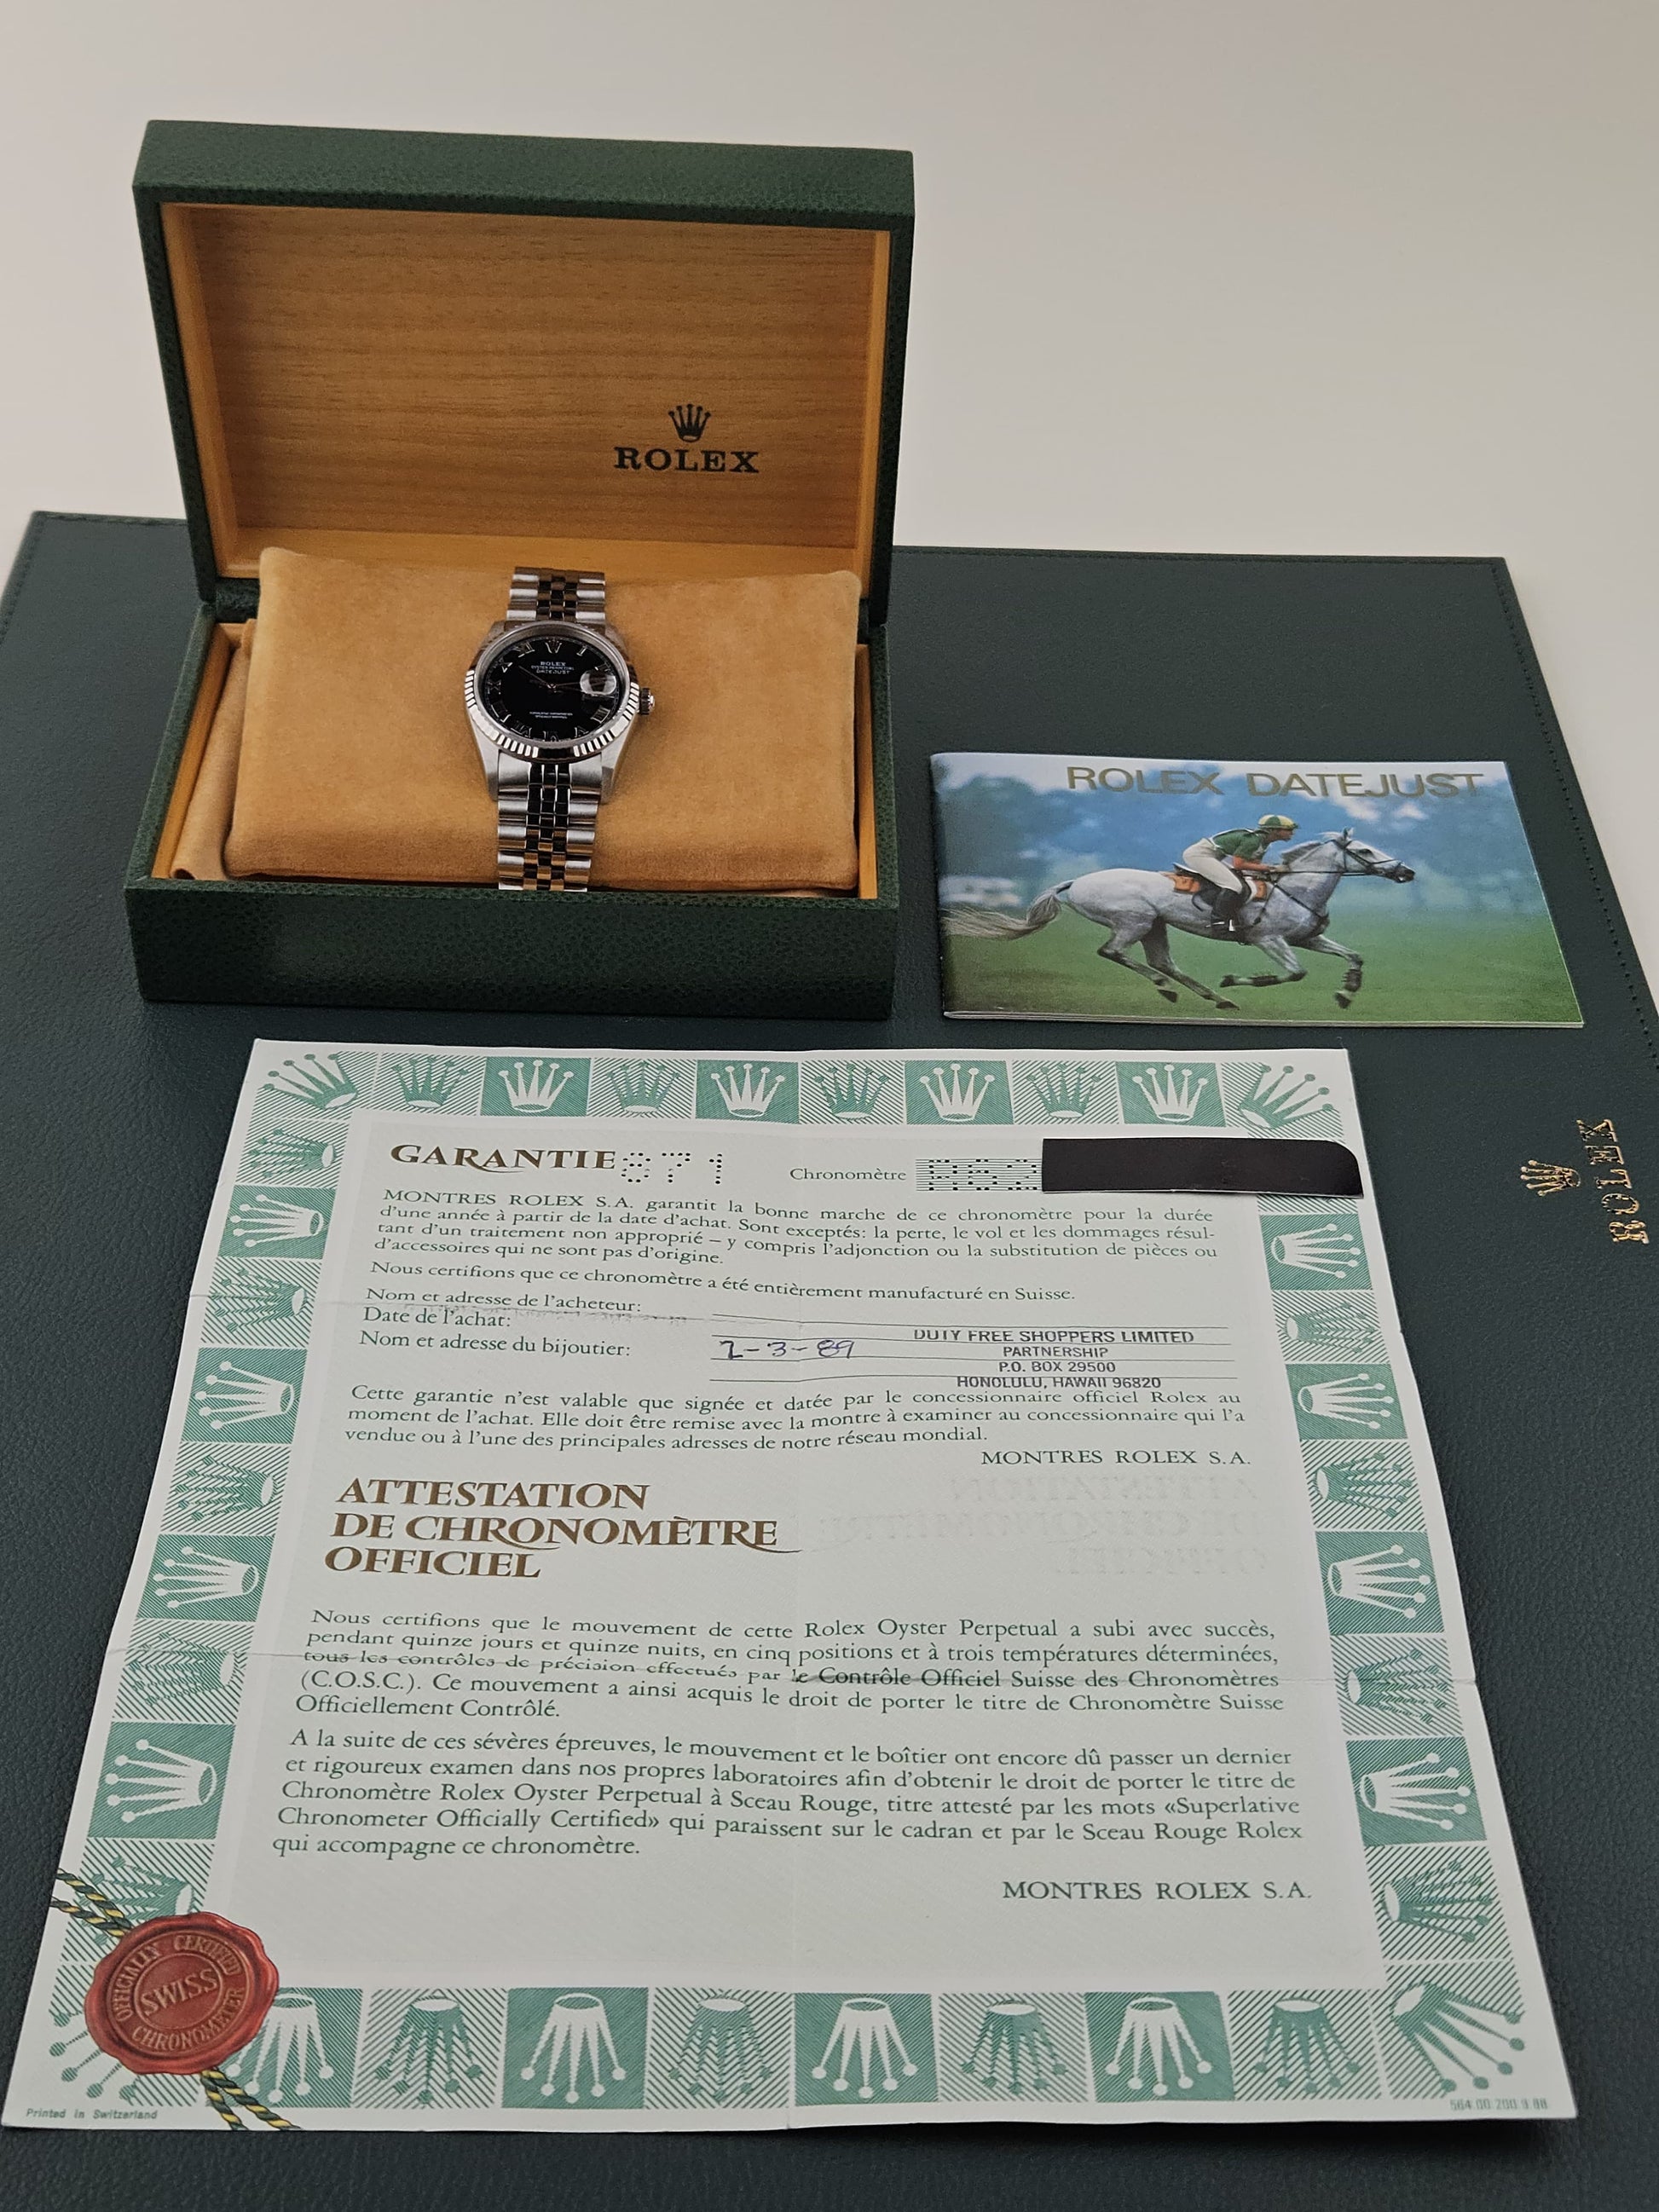 ROLEX
ROLEX
OYSTER PERPETUAL
DATEJUST
ROLEX DATEJUST
ROLEX
GARANTIE 871 Chronomètre
MONTRES ROLEX S.A. garantit la bonne marche de ce chronomètre pour la durée
d'une année à partir de la date d'achat. Sont exceptés: la perte, le vol et les dommages résul-
tant d'un traitement non approprié – y compris l'adjonction ou la substitution de pièces ou
d'accessoires qui ne sont pas d'origine.
Nous certifions que ce chronomètre a été entièrement manufacturé en Suisse.
Nom et adresse de l'acheteur:
Date de l'achat:
Nom et adresse du bijoutier: 2-3-89
DUTY FREE SHOPPERS LIMITED
PARTNERSHIP
P.O. BOX 29500
HONOLULU, HAWAII 96820
Cette garantie n'est valable que signée et datée par le concessionnaire officiel Rolex au
moment de l'achat. Elle doit être remise avec la montre à examiner au concessionnaire qui l'a
vendue ou à l'une des principales adresses de notre réseau mondial.
MONTRES ROLEX S.A.
ATTESTATION
DE CHRONOMÈTRE
OFFICIEL
Nous certifions que le mouvement de cette Rolex Oyster Perpetual a subi avec succès,
pendant quinze jours et quinze nuits, en cinq positions et à trois températures déterminées,
tous les contrôles de précision effectués par le Contrôle Officiel Suisse des Chronomètres
(C.O.S.C.). Ce mouvement a ainsi acquis le droit de porter le titre de Chronomètre Suisse
Officiellement Contrôlé.
A la suite de ces sévères épreuves, le mouvement et le boîtier ont encore dû passer un dernier
et rigoureux examen dans nos propres laboratoires afin d'obtenir le droit de porter le titre de
Chronomètre Rolex Oyster Perpetual à Sceau Rouge, titre attesté par les mots «Superlative
Chronometer Officially Certified» qui paraissent sur le cadran et par le Sceau Rouge Rolex
qui accompagne ce chronomètre.
MONTRES ROLEX S.A.
OFFICIALLY CERTIFIED
SWISS
CHRONOMETER
Printed in Switzerland
564.00.200.9.88